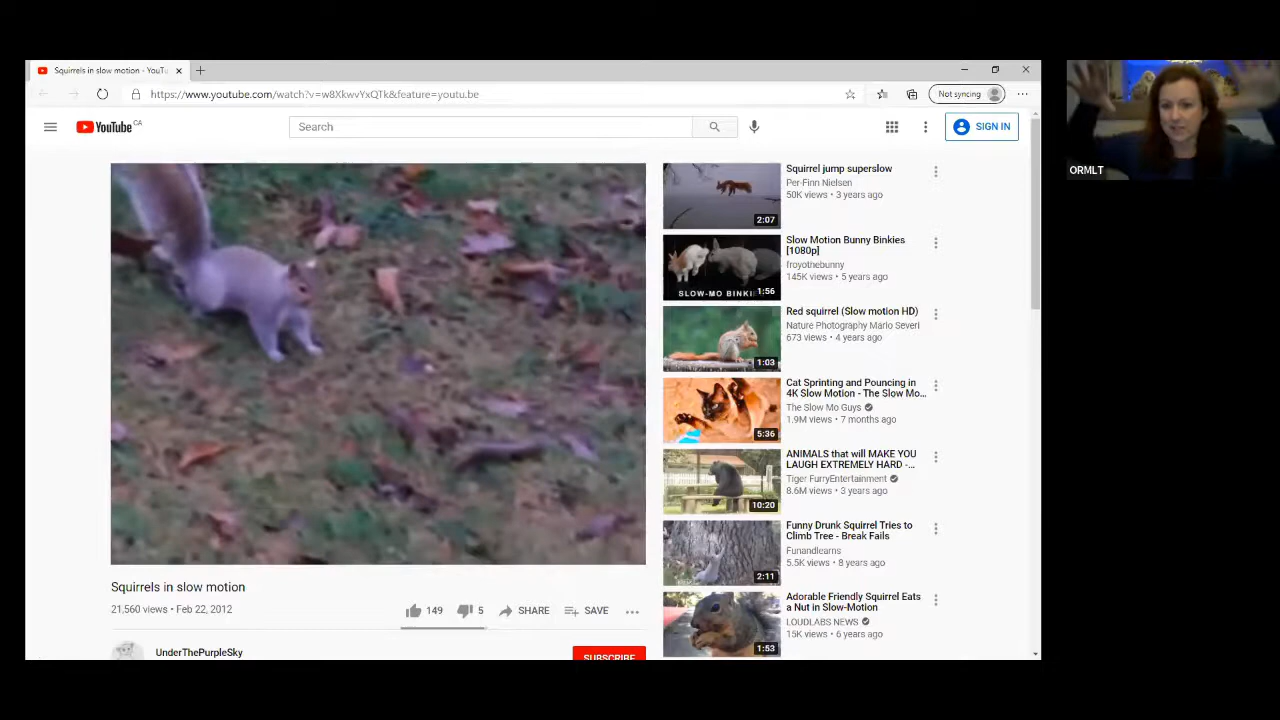 Squirrels in slow motion - YouTu
https://www.youtube.com/watch?v=w8XkwvYxQTk&feature=youtu.be
Not syncing
YouTube CA
Search
SIGN IN
Squirrels in slow motion
21,560 views • Feb 22, 2012
149
5
SHARE
SAVE
UnderThePurpleSky
SUBSCRIBE
Squirrel jump superslow
Per-Finn Nielsen
50K views • 3 years ago
2:07
Slow Motion Bunny Binkies
[1080p]
froyothebunny
145K views • 5 years ago
SLOW-MO BINKI
1:56
Red squirrel (Slow motion HD)
Nature Photography Mario Severi
673 views • 4 years ago
1:03
Cat Sprinting and Pouncing in
4K Slow Motion - The Slow Mo...
The Slow Mo Guys
1.9M views • 7 months ago
5:36
ANIMALS that will MAKE YOU
LAUGH EXTREMELY HARD -...
Tiger FurryEntertainment
8.6M views • 3 years ago
10:20
Funny Drunk Squirrel Tries to
Climb Tree - Break Fails
Funandlearns
5.5K views • 8 years ago
2:11
Adorable Friendly Squirrel Eats
a Nut in Slow-Motion
LOUDLABS NEWS
15K views • 6 years ago
1:53
ORMLT